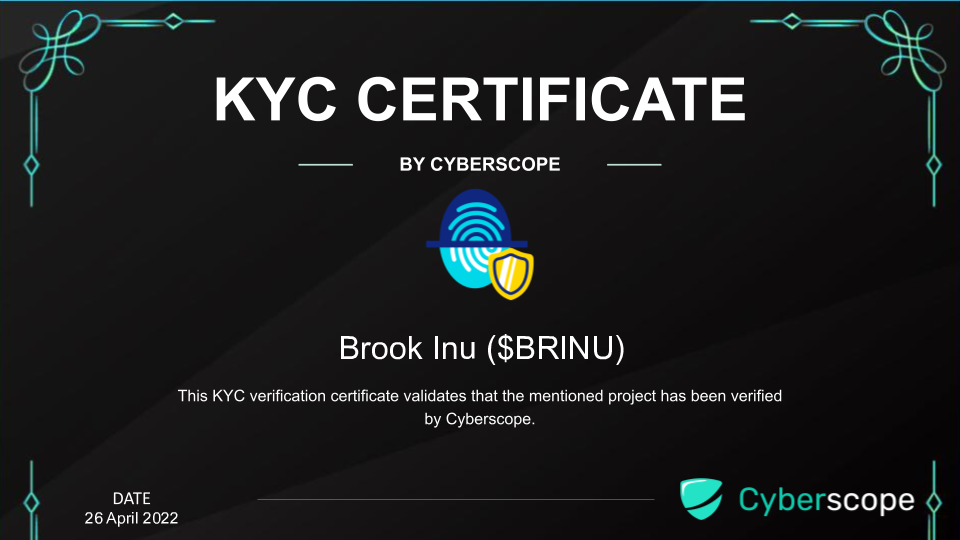 KYC CERTIFICATE
BY CYBERSCOPE
Brook Inu ($BRINU)
This KYC verification certificate validates that the mentioned project has been verified
by Cyberscope.
DATE
26 April 2022
Cyberscope